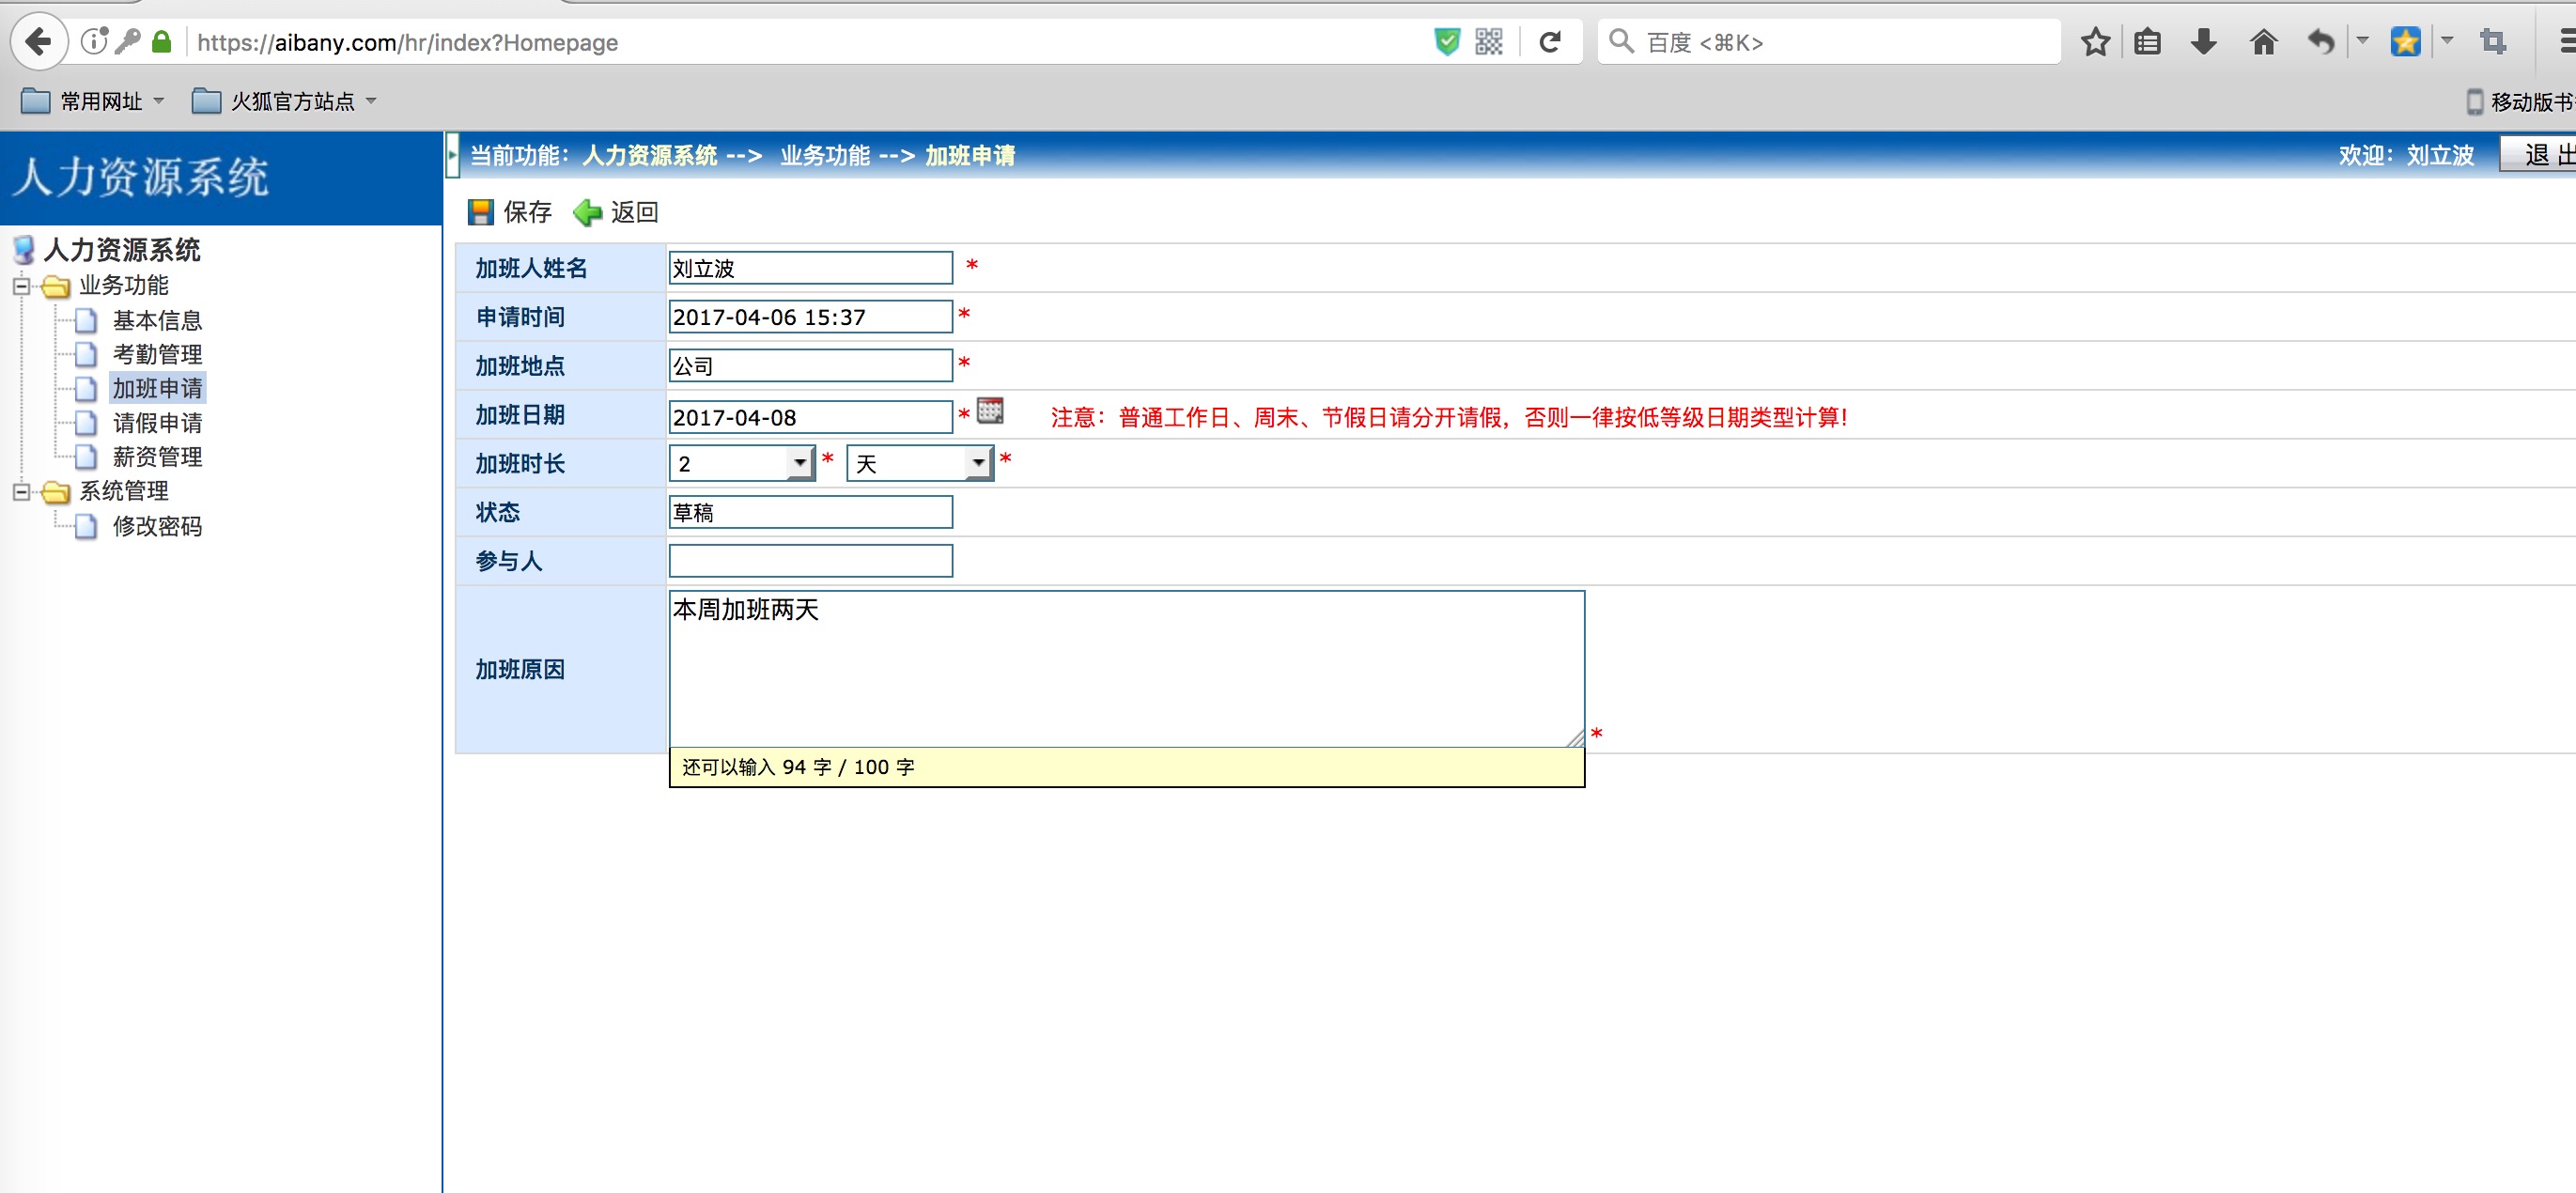 https://aibany.com/hr/index?Homepage
百度 <⌘K>
常用网址
火狐官方站点
移动版书
人力资源系统
当前功能：人力资源系统 --> 业务功能 --> 加班申请
欢迎：刘立波
退 出
保存 返回
人力资源系统
业务功能
基本信息
考勤管理
加班申请
请假申请
薪资管理
系统管理
修改密码
加班人姓名 刘立波 *
申请时间 2017-04-06 15:37 *
加班地点 公司 *
加班日期 2017-04-08 * 注意：普通工作日、周末、节假日请分开请假，否则一律按低等级日期类型计算!
加班时长 2 * 天 *
状态 草稿
参与人
加班原因 本周加班两天 *
还可以输入 94 字 / 100 字